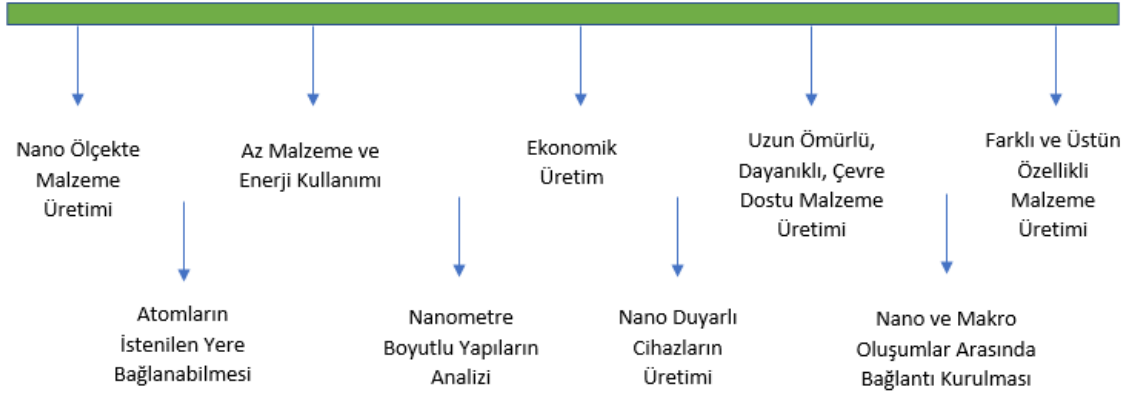 Nano Ölçekte
Malzeme
Üretimi
Az Malzeme ve
Enerji Kullanımı
Ekonomik
Üretim
Uzun Ömürlü,
Dayanıklı, Çevre
Dostu Malzeme
Üretimi
Farklı ve Üstün
Özellikli
Malzeme
Üretimi
Atomların
İstenilen Yere
Bağlanabilmesi
Nanometre
Boyutlu Yapıların
Analizi
Nano Duyarlı
Cihazların
Üretimi
Nano ve Makro
Oluşumlar Arasında
Bağlantı Kurulması